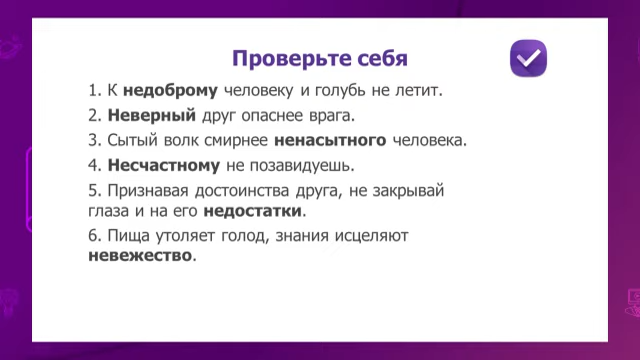 Проверьте себя
1. К недоброму человеку и голубь не летит.
2. Неверный друг опаснее врага.
3. Сытый волк смирнее ненасытного человека.
4. Несчастному не позавидуешь.
5. Признавая достоинства друга, не закрывай
глаза и на его недостатки.
6. Пища утоляет голод, знания исцеляют
невежество.